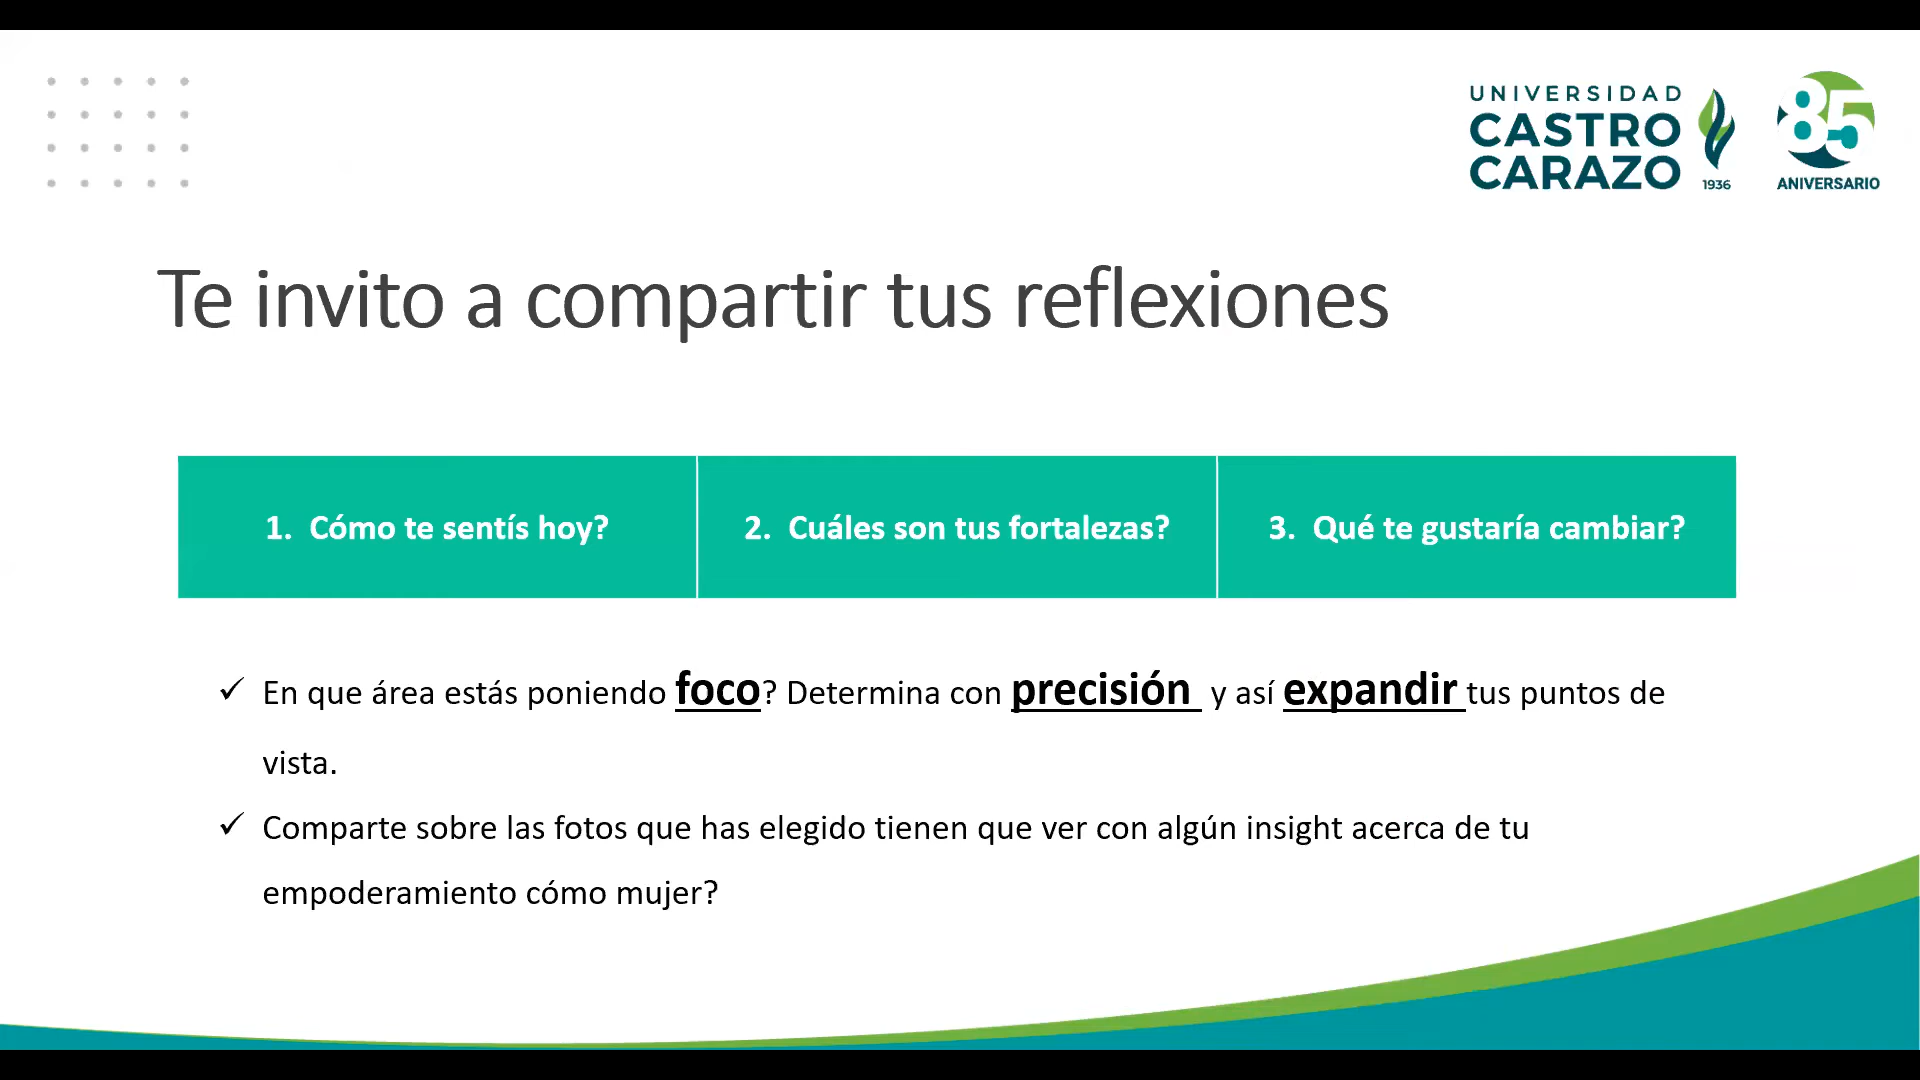 UNIVERSIDAD
CASTRO
CARAZO
1936
85
ANIVERSARIO
Te invito a compartir tus reflexiones
1. Cómo te sentís hoy?
2. Cuáles son tus fortalezas?
3. Qué te gustaría cambiar?
✓ En que área estás poniendo foco? Determina con precisión y así expandir tus puntos de
vista.
✓ Comparte sobre las fotos que has elegido tienen que ver con algún insight acerca de tu
empoderamiento cómo mujer?